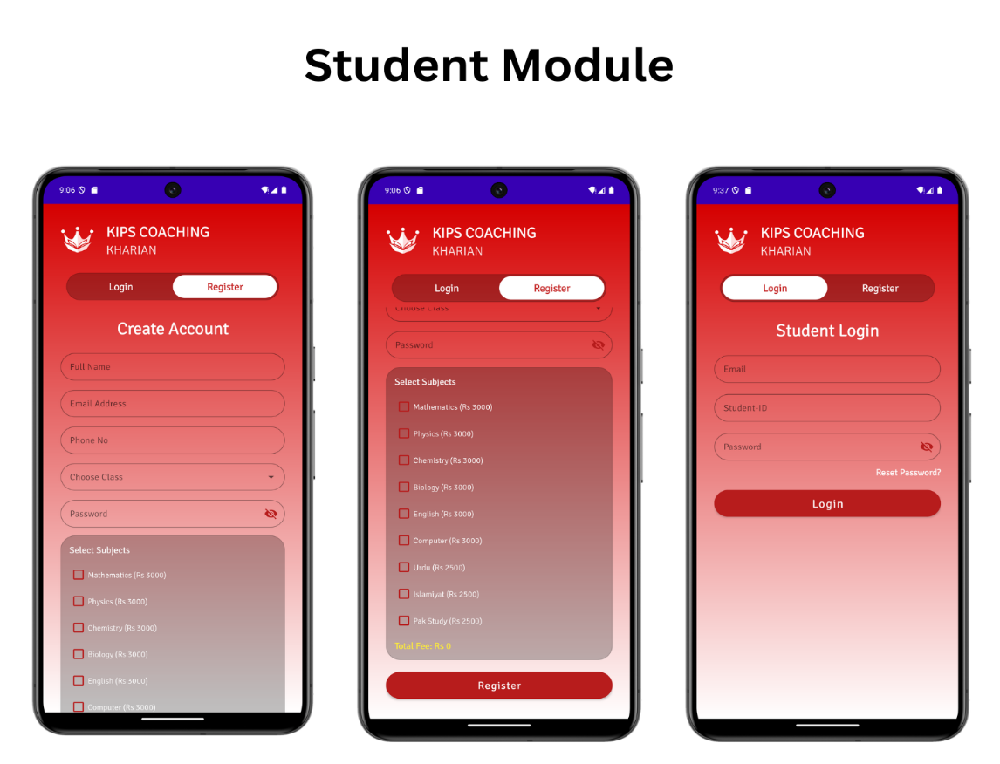 Student Module
9:06
KIPS COACHING
KHARIAN
Login Register
Create Account
Full Name
Email Address
Phone No
Choose Class
Password
Select Subjects
Mathematics (Rs 3000)
Physics (Rs 3000)
Chemistry (Rs 3000)
Biology (Rs 3000)
English (Rs 3000)
Computer (Rs 3000)
9:06
KIPS COACHING
KHARIAN
Login Register
Choose Class
Password
Select Subjects
Mathematics (Rs 3000)
Physics (Rs 3000)
Chemistry (Rs 3000)
Biology (Rs 3000)
English (Rs 3000)
Computer (Rs 3000)
Urdu (Rs 2500)
Islamiyat (Rs 2500)
Pak Study (Rs 2500)
Total Fee: Rs 0
Register
9:37
KIPS COACHING
KHARIAN
Login Register
Student Login
Email
Student-ID
Password
Reset Password?
Login